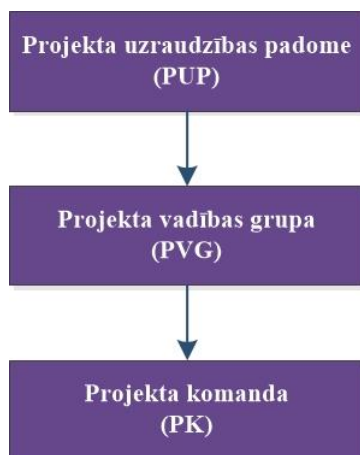 Projekta uzraudzības padome
(PUP)
Projekta vadības grupa
(PVG)
Projekta komanda
(PK)